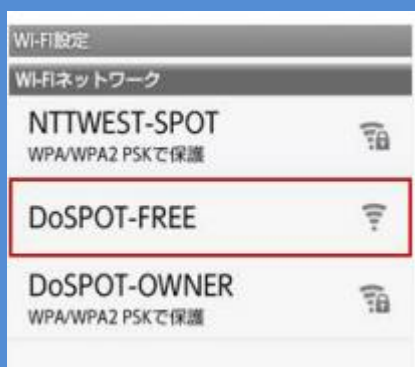 Wi-Fi設定
Wi-Fiネットワーク
NTTWEST-SPOT
WPA/WPA2 PSKで保護
DoSPOT-FREE
DoSPOT-OWNER
WPA/WPA2 PSKで保護